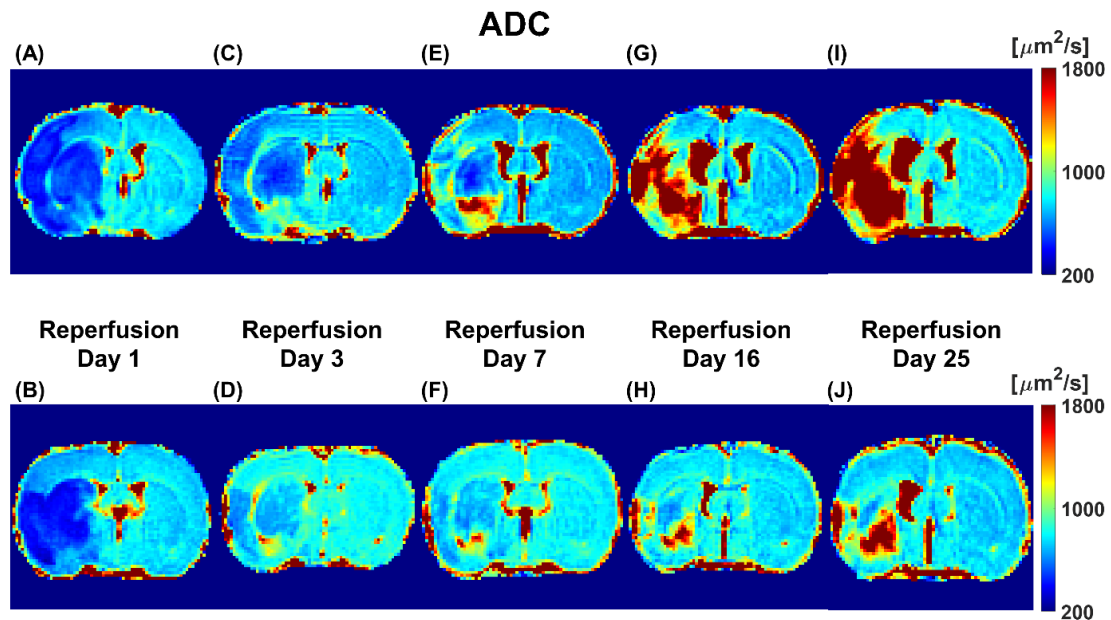 ADC
(A) (C) (E) (G) (I) [μm²/s]
1800
1000
200
Reperfusion Reperfusion Reperfusion Reperfusion Reperfusion
Day 1 Day 3 Day 7 Day 16 Day 25
(B) (D) (F) (H) (J) [μm²/s]
1800
1000
200